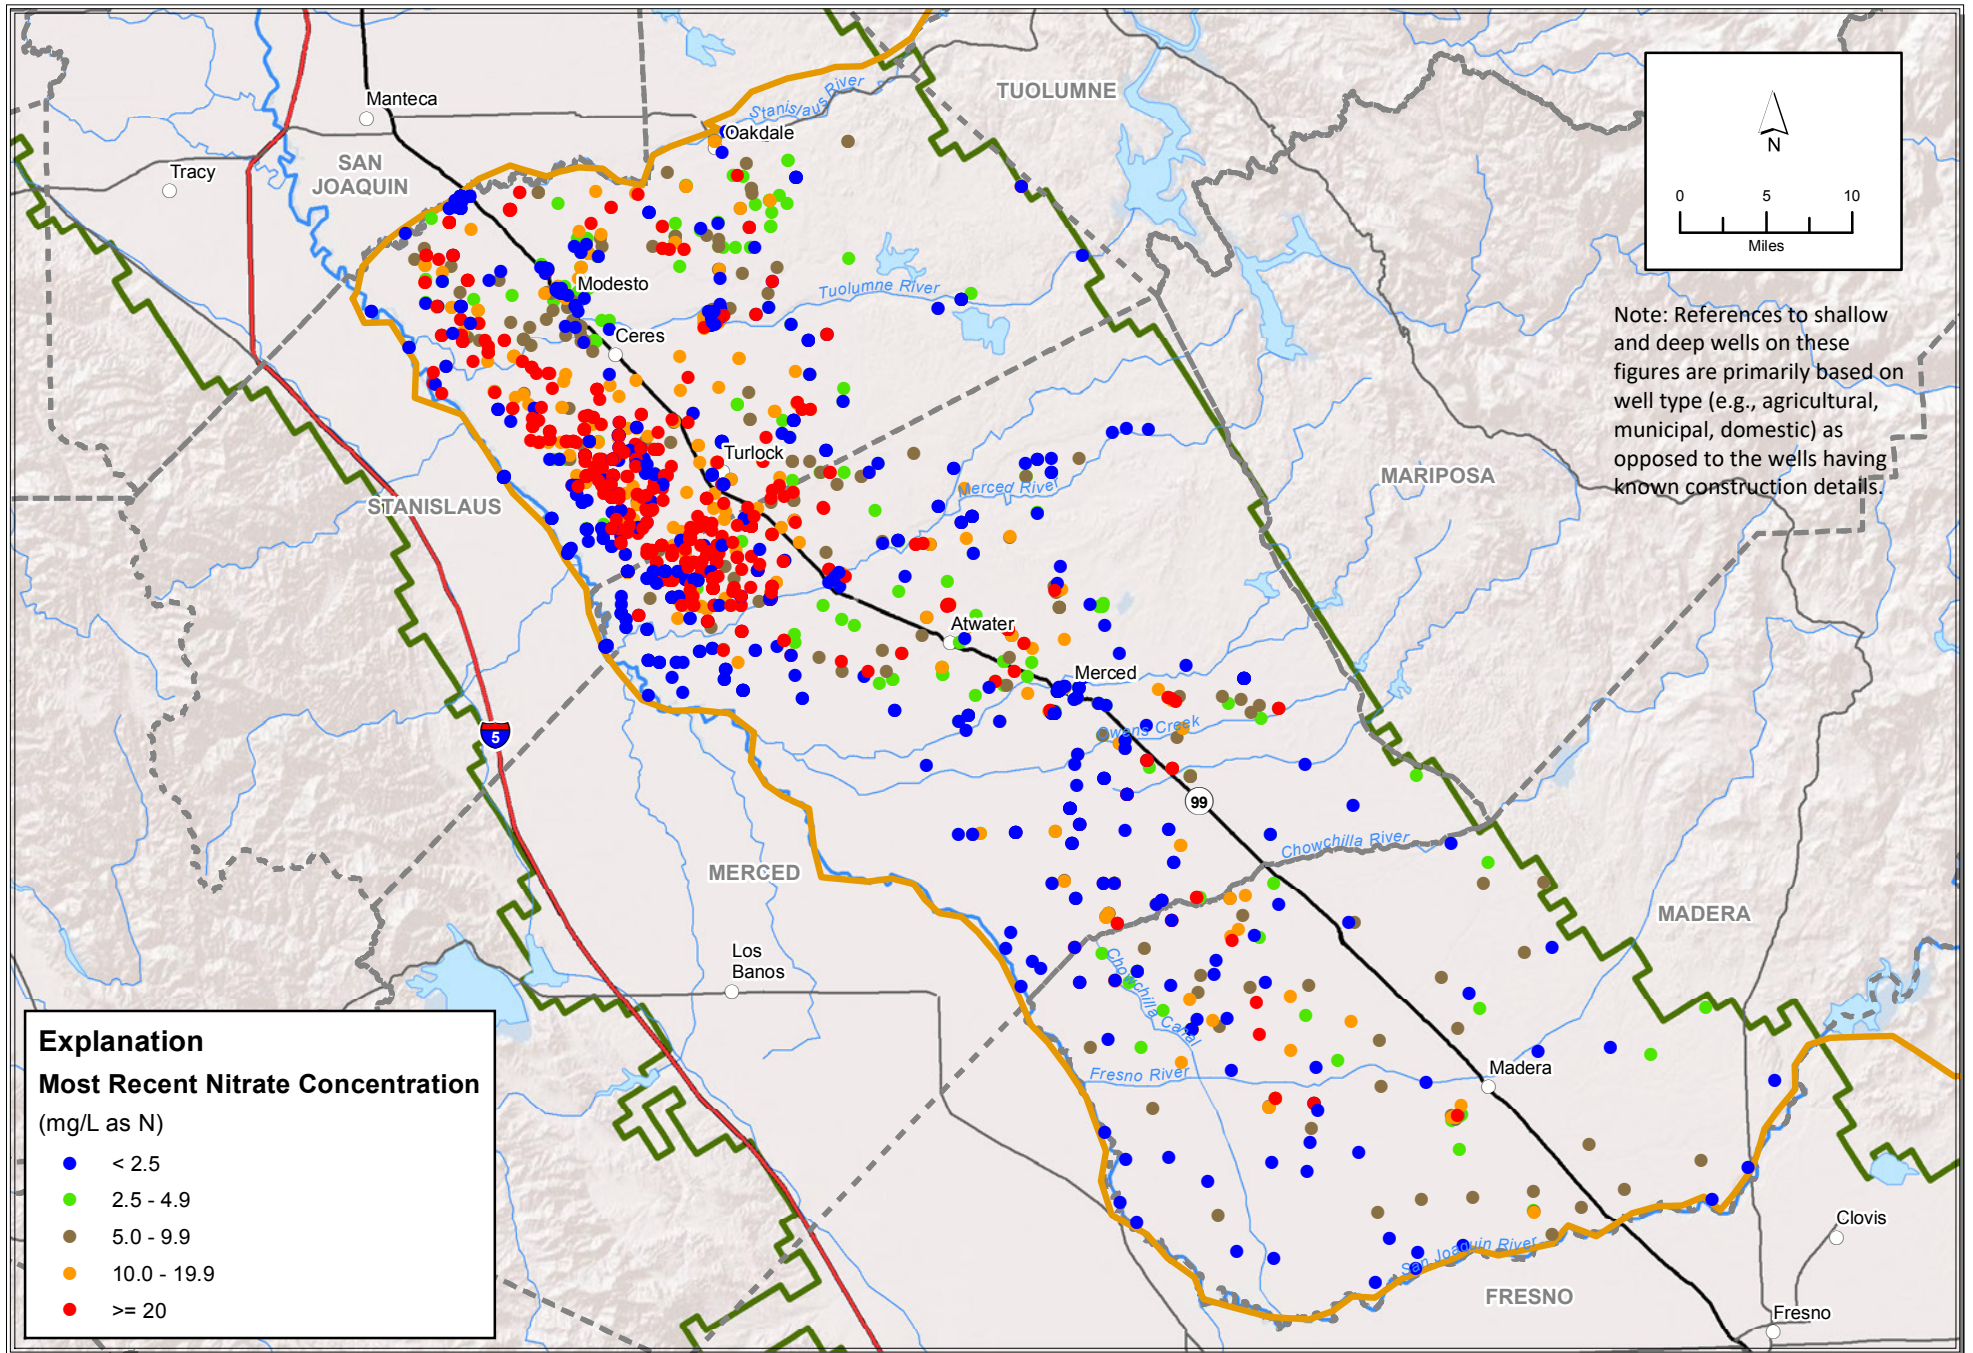 TUOLUMNE
Manteca
Stanislaus River
Oakdale
N
SAN
JOAQUIN
Tracy
0 5 10
Miles
Modesto
Tuolumne River
Note: References to shallow
and deep wells on these
figures are primarily based on
well type (e.g., agricultural,
municipal, domestic) as
opposed to the wells having
known construction details.
Ceres
Turlock
MARIPOSA
Merced River
STANISLAUS
Atwater
Merced
5
Owens Creek
99
Chowchilla River
MERCED
MADERA
Los
Banos
Chowchilla Canal
Fresno River
Madera
Explanation
Most Recent Nitrate Concentration
(mg/L as N)
< 2.5
2.5 - 4.9
5.0 - 9.9
10.0 - 19.9
>= 20
Clovis
San Joaquin River
FRESNO
Fresno